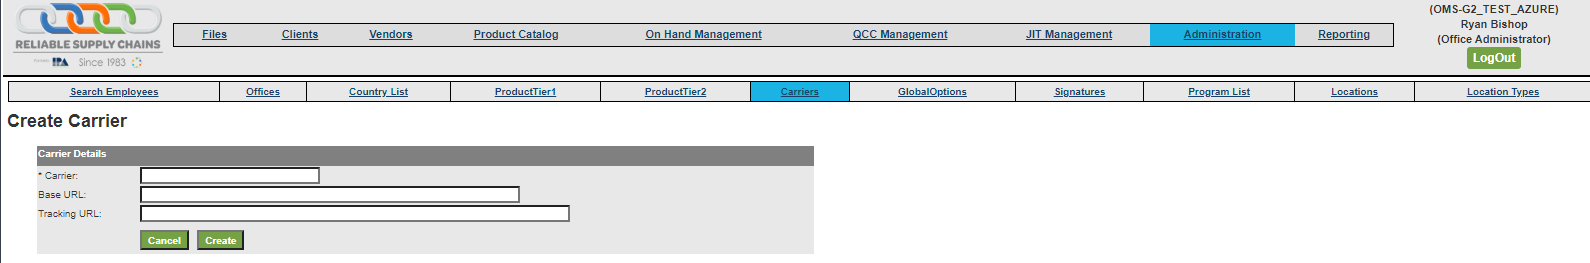 RELIABLE SUPPLY CHAINS
IPA Since 1983
Files Clients Vendors Product Catalog On Hand Management QCC Management JIT Management Administration Reporting
(OMS-G2_TEST_AZURE)
Ryan Bishop
(Office Administrator)
LogOut
Search Employees Offices Country List ProductTier1 ProductTier2 Carriers GlobalOptions Signatures Program List Locations Location Types
Create Carrier
Carrier Details
* Carrier:
Base URL:
Tracking URL:
Cancel Create